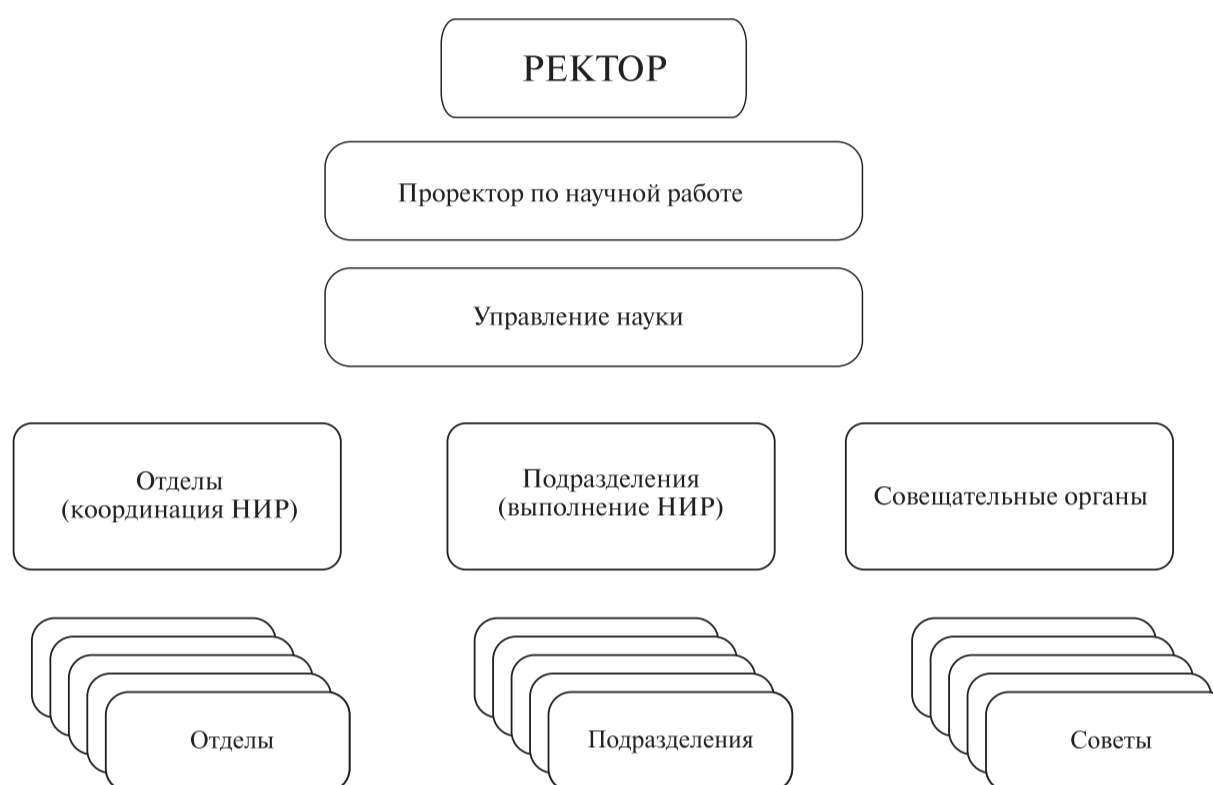 РЕКТОР
Проректор по научной работе
Управление науки
Отделы
(координация НИР)
Подразделения
(выполнение НИР)
Совещательные органы
Отделы
Подразделения
Советы